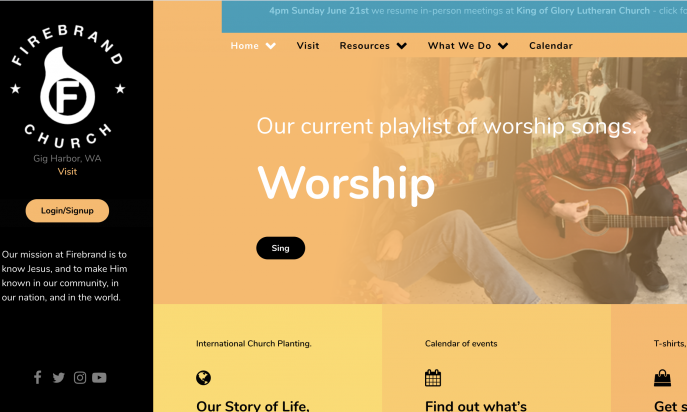 FIREBRAND
F
CHURCH
Gig Harbor, WA
Visit
Login/Signup
Our mission at Firebrand is to
know Jesus, and to make Him
known in our community, in
our nation, and in the world.
4pm Sunday June 21st we resume in-person meetings at King of Glory Lutheran Church - click fo
Home Visit Resources What We Do Calendar
Our current playlist of worship songs.
Worship
Sing
International Church Planting.
Our Story of Life,
Calendar of events
Find out what's
T-shirts,
Get s